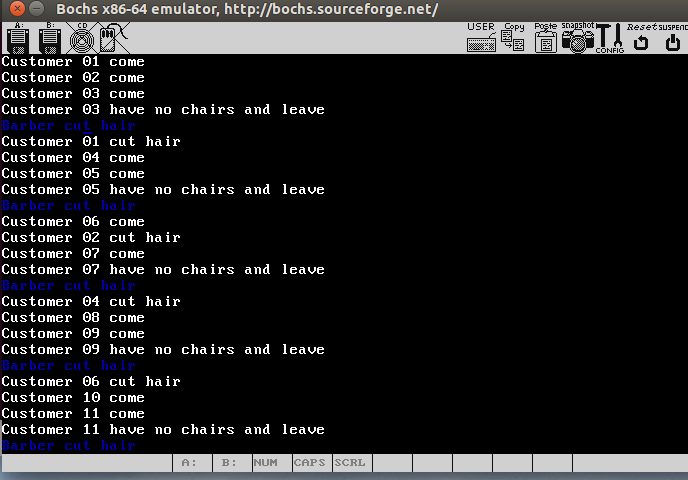 Bochs x86-64 emulator, http://bochs.sourceforge.net/
A: B: CD USER Copy Paste snapshot CONFIG Reset SUSPEND
Customer 01 come
Customer 02 come
Customer 03 come
Customer 03 have no chairs and leave
Barber cut hair
Customer 01 cut hair
Customer 04 come
Customer 05 come
Customer 05 have no chairs and leave
Barber cut hair
Customer 06 come
Customer 02 cut hair
Customer 07 come
Customer 07 have no chairs and leave
Barber cut hair
Customer 04 cut hair
Customer 08 come
Customer 09 come
Customer 09 have no chairs and leave
Barber cut hair
Customer 06 cut hair
Customer 10 come
Customer 11 come
Customer 11 have no chairs and leave
Barber cut hair
A: B: NUM CAPS SCRL